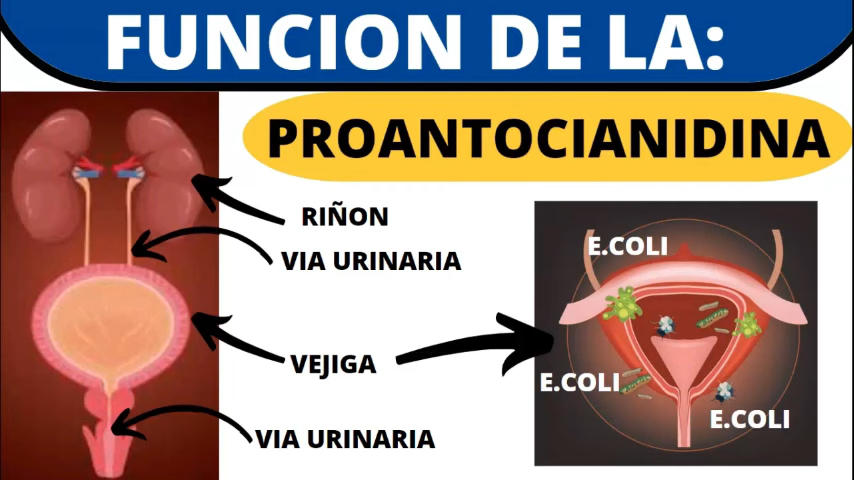 FUNCION DE LA:
PROANTOCIANIDINA
RIÑON
VIA URINARIA
VEJIGA
VIA URINARIA
E.COLI
E.COLI
E.COLI